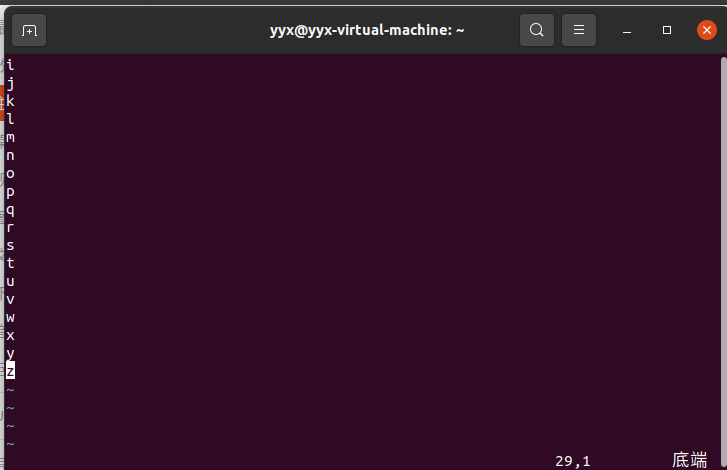 yyx@yyx-virtual-machine: ~
i
j
k
l
m
n
o
p
q
r
s
t
u
v
w
x
y
z
~
~
~
~
29,1 底端